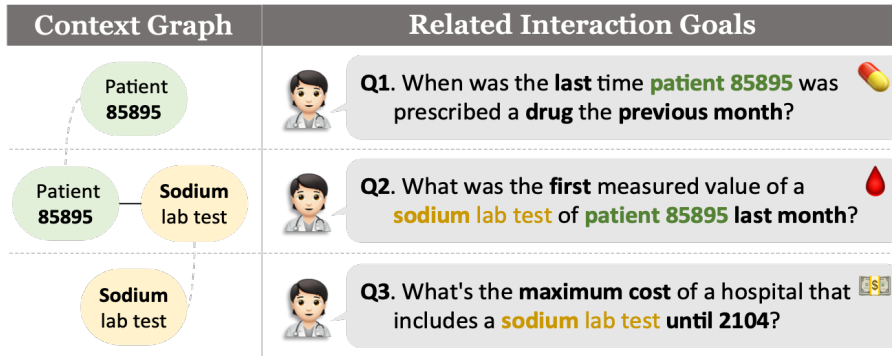 Context Graph
Related Interaction Goals
Patient
85895
Q1. When was the last time patient 85895 was
prescribed a drug the previous month?
Patient
85895
Sodium
lab test
Q2. What was the first measured value of a
sodium lab test of patient 85895 last month?
Sodium
lab test
Q3. What's the maximum cost of a hospital that
includes a sodium lab test until 2104?